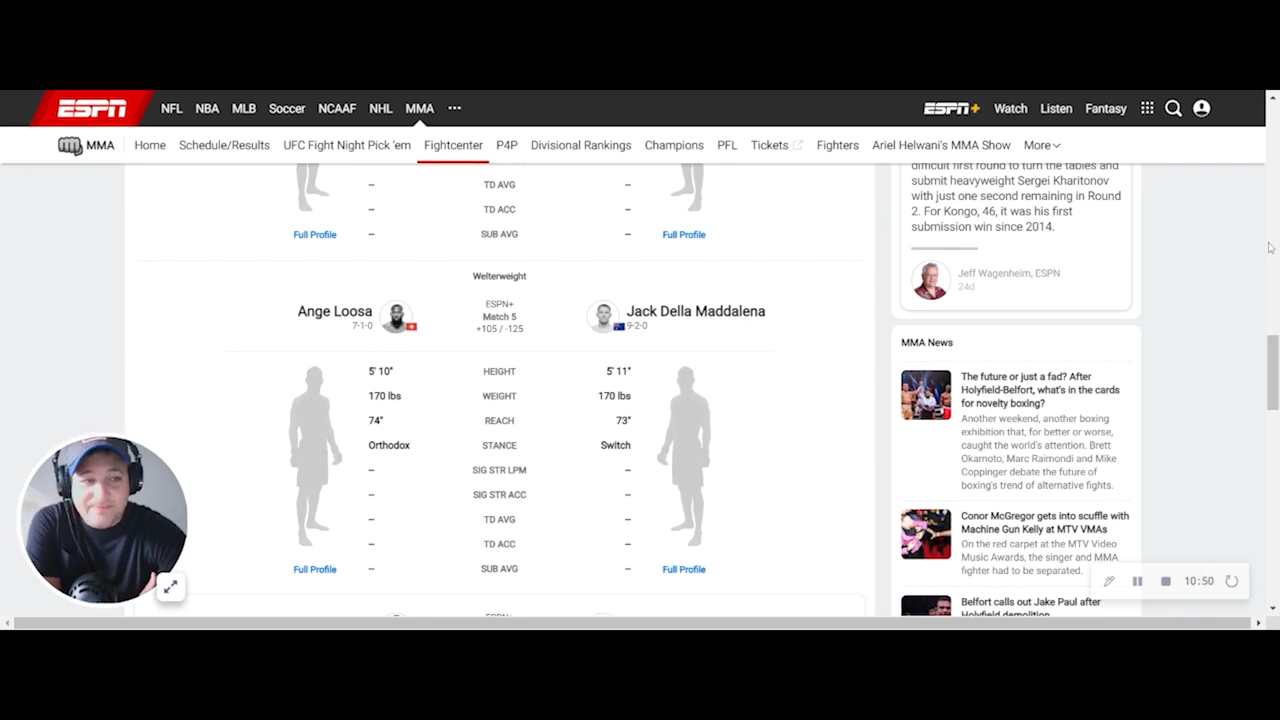 ESPN
NFL
NBA
MLB
Soccer
NCAAF
NHL
MMA
ESPN+
Watch
Listen
Fantasy
MMA
Home
Schedule/Results
UFC Fight Night Pick 'em
Fightcenter
P4P
Divisional Rankings
Champions
PFL
Tickets
Fighters
Ariel Helwani's MMA Show
More
-- TD AVG --
-- TD ACC --
Full Profile -- SUB AVG -- Full Profile
Welterweight
Ange Loosa
7-1-0
ESPN+
Match 5
+105 / -125
Jack Della Maddalena
9-2-0
5' 10" HEIGHT 5' 11"
170 lbs WEIGHT 170 lbs
74" REACH 73"
Orthodox STANCE Switch
-- SIG STR LPM --
-- SIG STR ACC --
-- TD AVG --
-- TD ACC --
Full Profile -- SUB AVG -- Full Profile
ESPN+
difficult first round to turn the tables and
submit heavyweight Sergei Kharitonov
with just one second remaining in Round
2. For Kongo, 46, it was his first
submission win since 2014.
Jeff Wagenheim, ESPN
24d
MMA News
The future or just a fad? After
Holyfield-Belfort, what's in the cards
for novelty boxing?
Another weekend, another boxing
exhibition that, for better or worse,
caught the world's attention. Brett
Okamoto, Marc Raimondi and Mike
Coppinger debate the future of
boxing's trend of alternative fights.
Conor McGregor gets into scuffle with
Machine Gun Kelly at MTV VMAs
On the red carpet at the MTV Video
Music Awards, the singer and MMA
fighter had to be separated.
Belfort calls out Jake Paul after
Holyfield demolition
10:50